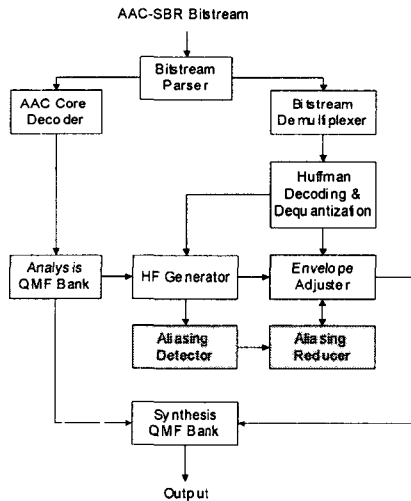 AAC-SBR Bitstream
Bitstream
Parser
AAC Core
Decoder
Bitstream
Demultiplexer
Huffman
Decoding &
Dequantization
Analysis
QMF Bank
HF Generator
Envelope
Adjuster
Aliasing
Detector
Aliasing
Reducer
Synthesis
QMF Bank
Output